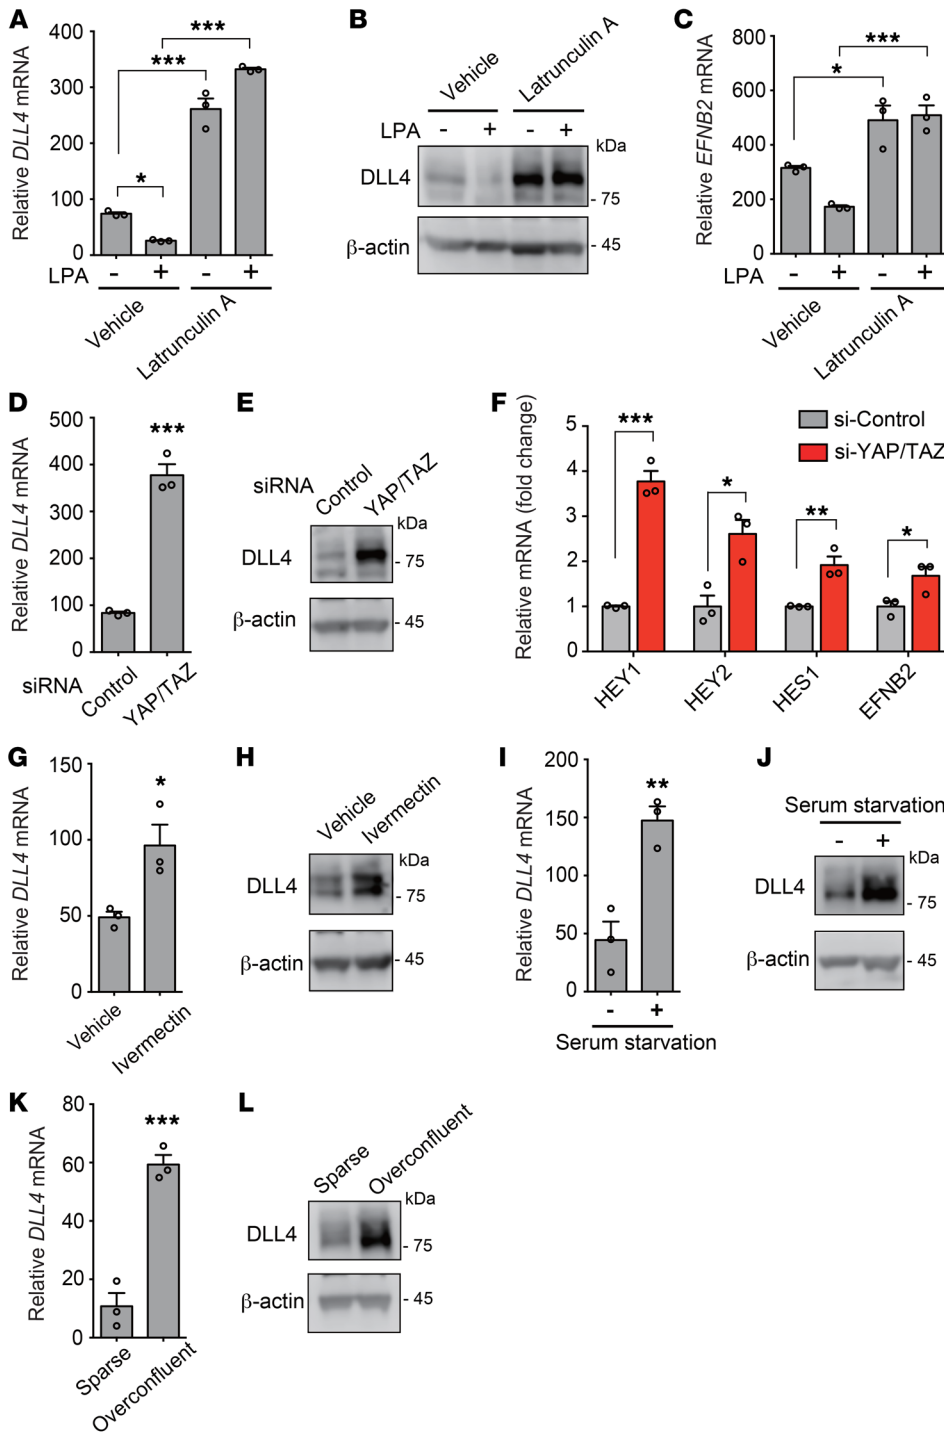 A
Relative DLL4 mRNA
400
300
200
100
0
***
***
*
LPA
- + - +
Vehicle
Latrunculin A
B
Vehicle
Latrunculin A
LPA - + - +
kDa
DLL4
- 75
β-actin
- 45
C
Relative EFNB2 mRNA
800
600
400
200
0
***
*
LPA
- + - +
Vehicle
Latrunculin A
D
Relative DLL4 mRNA
500
400
300
200
100
0
***
siRNA
Control
YAP/TAZ
E
siRNA
Control
YAP/TAZ
kDa
DLL4
- 75
β-actin
- 45
F
Relative mRNA (fold change)
5
4
3
2
1
0
si-Control
si-YAP/TAZ
***
*
**
*
HEY1
HEY2
HES1
EFNB2
G
Relative DLL4 mRNA
150
100
50
0
*
Vehicle
Ivermectin
H
Vehicle
Ivermectin
kDa
DLL4
- 75
β-actin
- 45
I
Relative DLL4 mRNA
200
150
100
50
0
**
- +
Serum starvation
J
Serum starvation
- +
kDa
DLL4
- 75
β-actin
- 45
K
Relative DLL4 mRNA
80
60
40
20
0
***
Sparse
Overconfluent
L
Sparse
Overconfluent
kDa
DLL4
- 75
β-actin
- 45